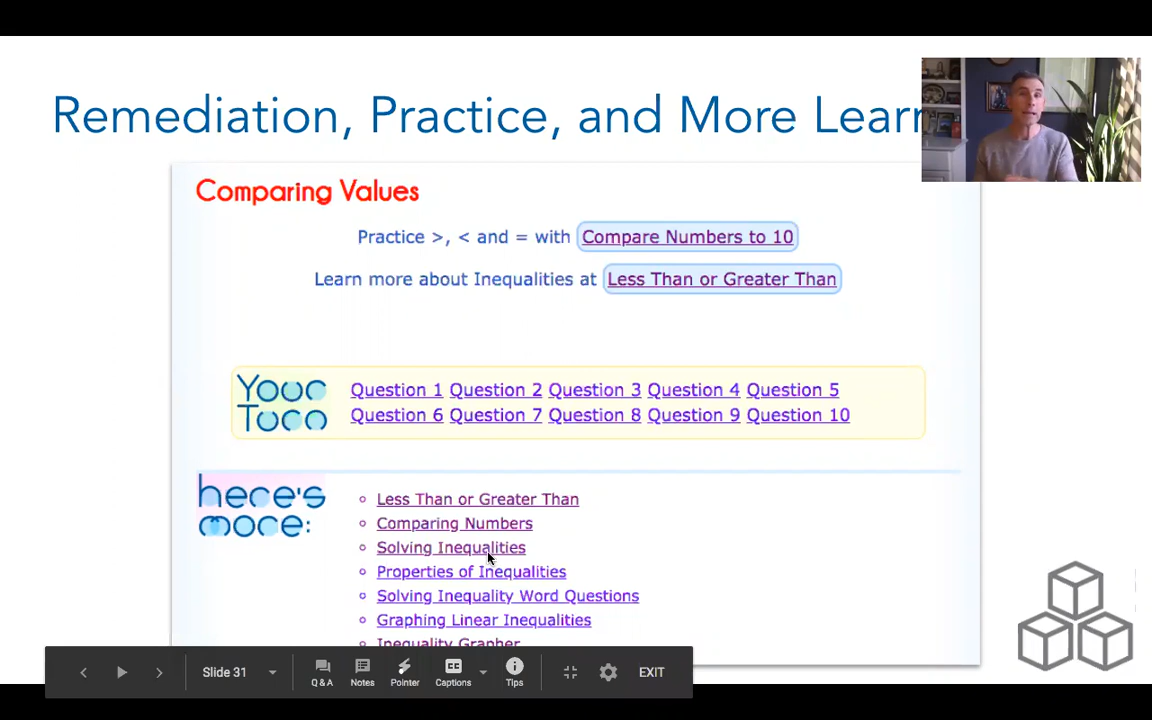 Remediation, Practice, and More Learn
Comparing Values
Practice >, < and = with Compare Numbers to 10
Learn more about Inequalities at Less Than or Greater Than
Your
Turn
Question 1 Question 2 Question 3 Question 4 Question 5
Question 6 Question 7 Question 8 Question 9 Question 10
here's
more:
Less Than or Greater Than
Comparing Numbers
Solving Inequalities
Properties of Inequalities
Solving Inequality Word Questions
Graphing Linear Inequalities
Inequality Grapher
Slide 31
Q & A
Notes
Pointer
CC
Captions
Tips
EXIT